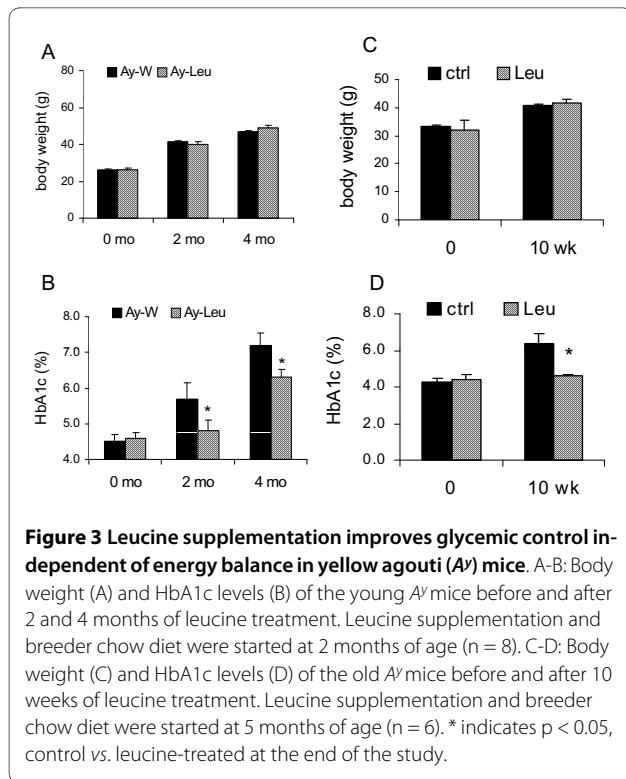 A
C
Ay-W Ay-Leu
ctrl Leu
body weight (g)
80
60
40
20
0
0 mo 2 mo 4 mo
body weight (g)
50
40
30
20
10
0
0 10 wk
B
D
Ay-W Ay-Leu
ctrl Leu
HbA1c (%)
8.0
7.0
6.0
5.0
4.0
* *
0 mo 2 mo 4 mo
HbA1c (%)
8.0
6.0
4.0
2.0
0.0
*
0 10 wk
Figure 3 Leucine supplementation improves glycemic control in-
dependent of energy balance in yellow agouti (Aʸ) mice. A-B: Body
weight (A) and HbA1c levels (B) of the young Aʸ mice before and after
2 and 4 months of leucine treatment. Leucine supplementation and
breeder chow diet were started at 2 months of age (n = 8). C-D: Body
weight (C) and HbA1c levels (D) of the old Aʸ mice before and after 10
weeks of leucine treatment. Leucine supplementation and breeder
chow diet were started at 5 months of age (n = 6). * indicates p < 0.05,
control vs. leucine-treated at the end of the study.